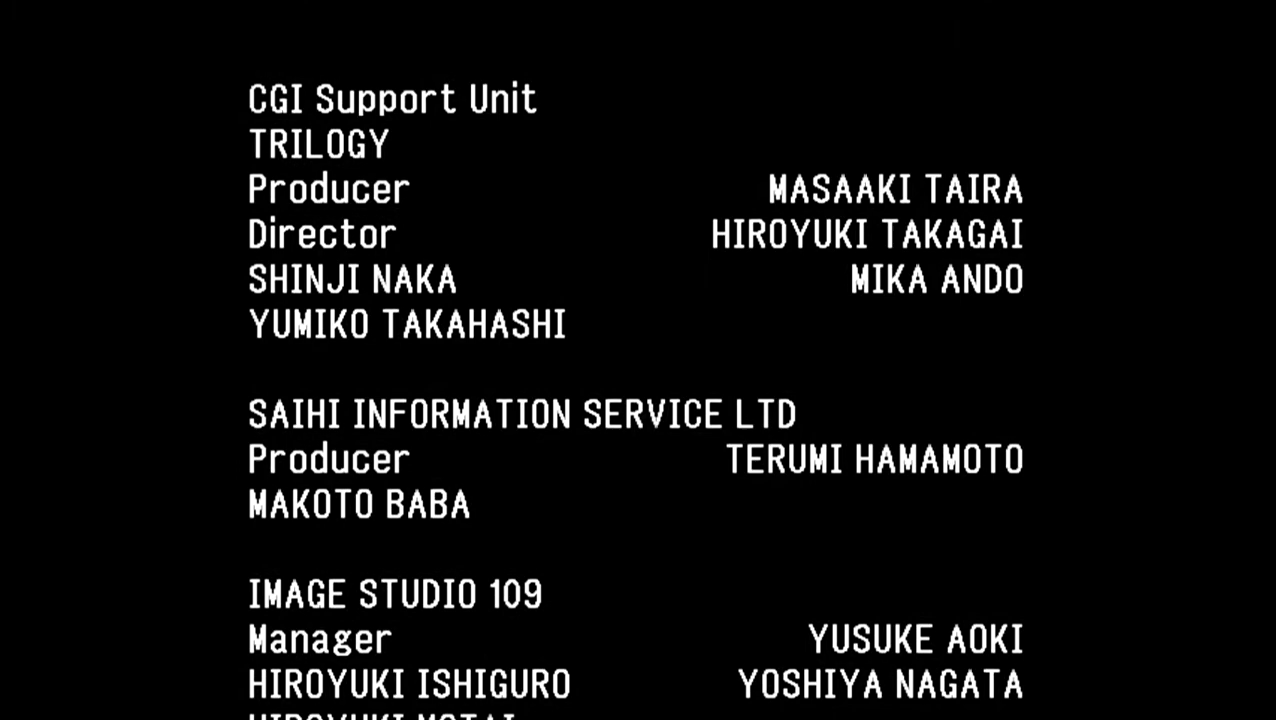 CGI Support Unit
TRILOGY
Producer MASAAKI TAIRA
Director HIROYUKI TAKAGAI
SHINJI NAKA MIKA ANDO
YUMIKO TAKAHASHI
SAIHI INFORMATION SERVICE LTD
Producer TERUMI HAMAMOTO
MAKOTO BABA
IMAGE STUDIO 109
Manager YUSUKE AOKI
HIROYUKI ISHIGURO YOSHIYA NAGATA
HIROYUKI